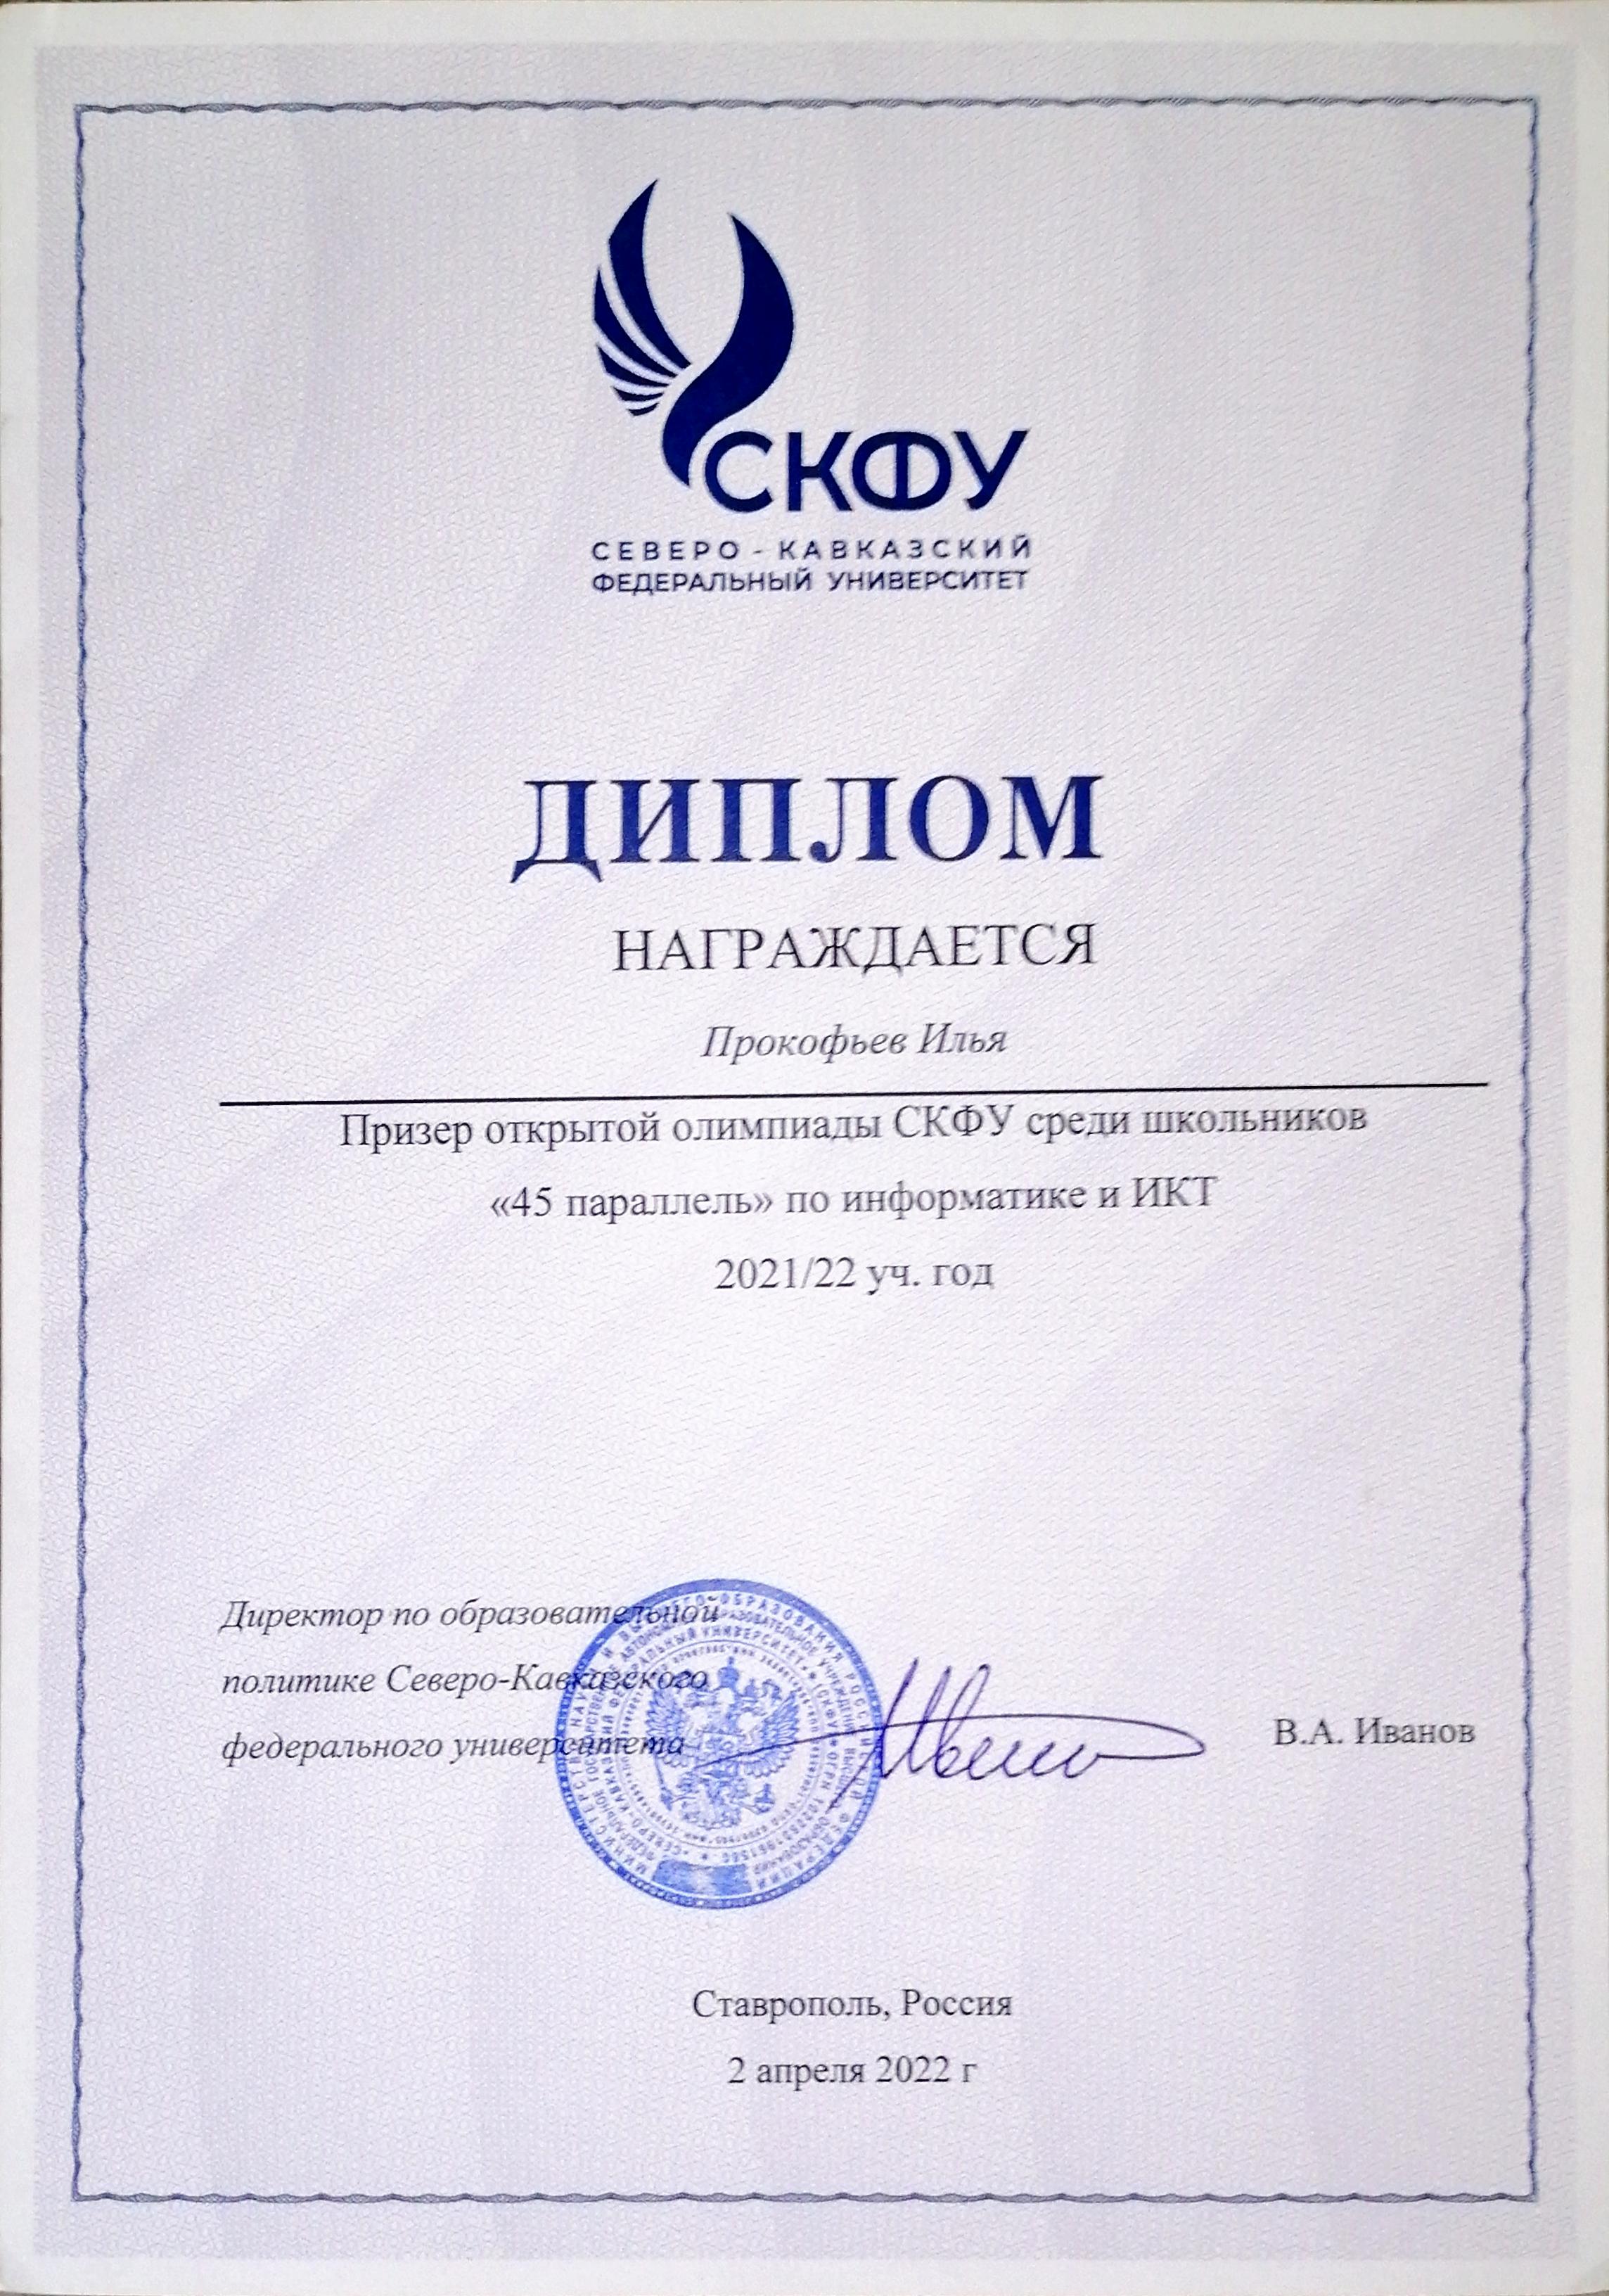 СКФУ
СЕВЕРО - КАВКАЗСКИЙ
ФЕДЕРАЛЬНЫЙ УНИВЕРСИТЕТ
ДИПЛОМ
НАГРАЖДАЕТСЯ
Прокофьев Илья
Призер открытой олимпиады СКФУ среди школьников
«45 параллель» по информатике и ИКТ
2021/22 уч. год
Директор по образовательной
политике Северо-Кавказского
федерального университета
В.А. Иванов
Ставрополь, Россия
2 апреля 2022 г